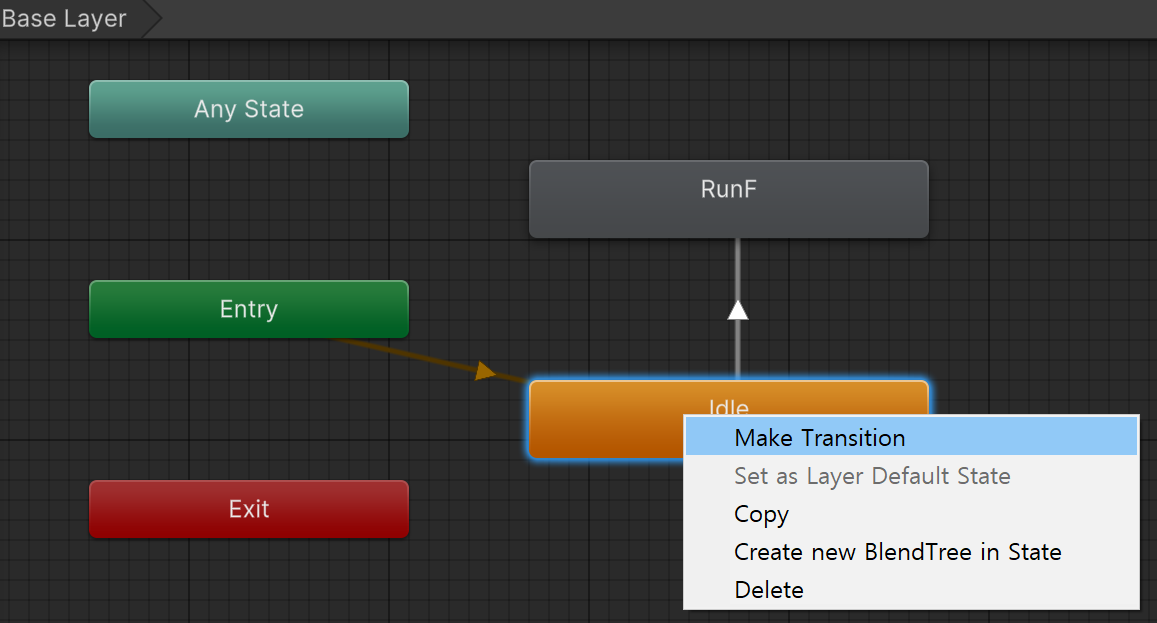 Base Layer
Any State
RunF
Entry
Idle
Exit
Make Transition
Set as Layer Default State
Copy
Create new BlendTree in State
Delete